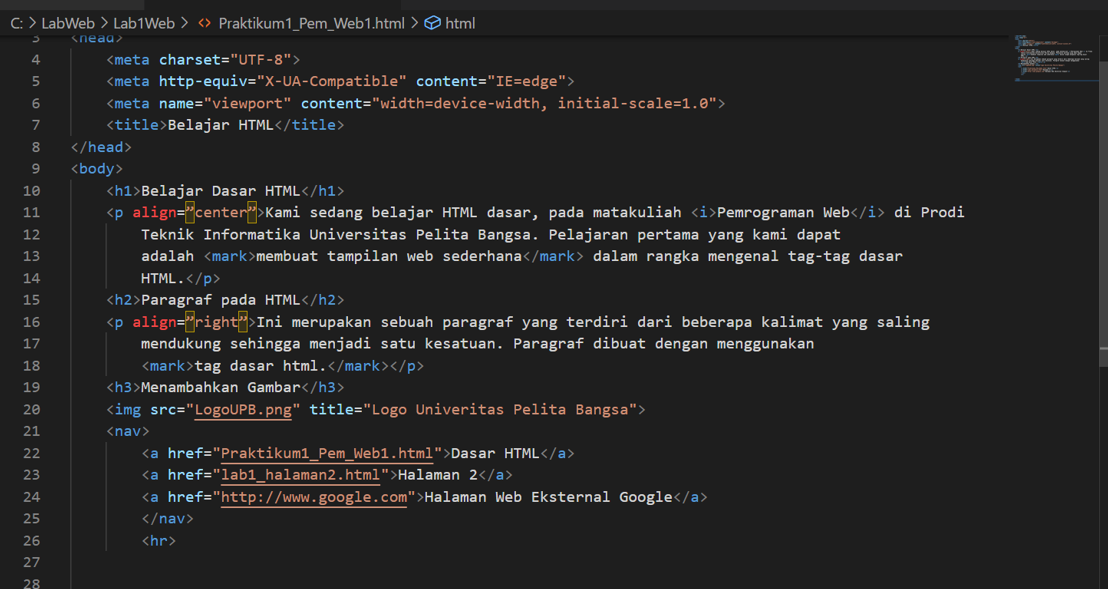 C: > LabWeb > Lab1Web > <> Praktikum1_Pem_Web1.html > html
3 <head>
4 <meta charset="UTF-8">
5 <meta http-equiv="X-UA-Compatible" content="IE=edge">
6 <meta name="viewport" content="width=device-width, initial-scale=1.0">
7 <title>Belajar HTML</title>
8 </head>
9 <body>
10 <h1>Belajar Dasar HTML</h1>
11 <p align=”center”>Kami sedang belajar HTML dasar, pada matakuliah <i>Pemrograman Web</i> di Prodi
12 Teknik Informatika Universitas Pelita Bangsa. Pelajaran pertama yang kami dapat
13 adalah <mark>membuat tampilan web sederhana</mark> dalam rangka mengenal tag-tag dasar
14 HTML.</p>
15 <h2>Paragraf pada HTML</h2>
16 <p align=”right”>Ini merupakan sebuah paragraf yang terdiri dari beberapa kalimat yang saling
17 mendukung sehingga menjadi satu kesatuan. Paragraf dibuat dengan menggunakan
18 <mark>tag dasar html.</mark></p>
19 <h3>Menambahkan Gambar</h3>
20 <img src="LogoUPB.png" title="Logo Univeritas Pelita Bangsa">
21 <nav>
22 <a href="Praktikum1_Pem_Web1.html">Dasar HTML</a>
23 <a href="lab1_halaman2.html">Halaman 2</a>
24 <a href="http://www.google.com">Halaman Web Eksternal Google</a>
25 </nav>
26 <hr>
27
28